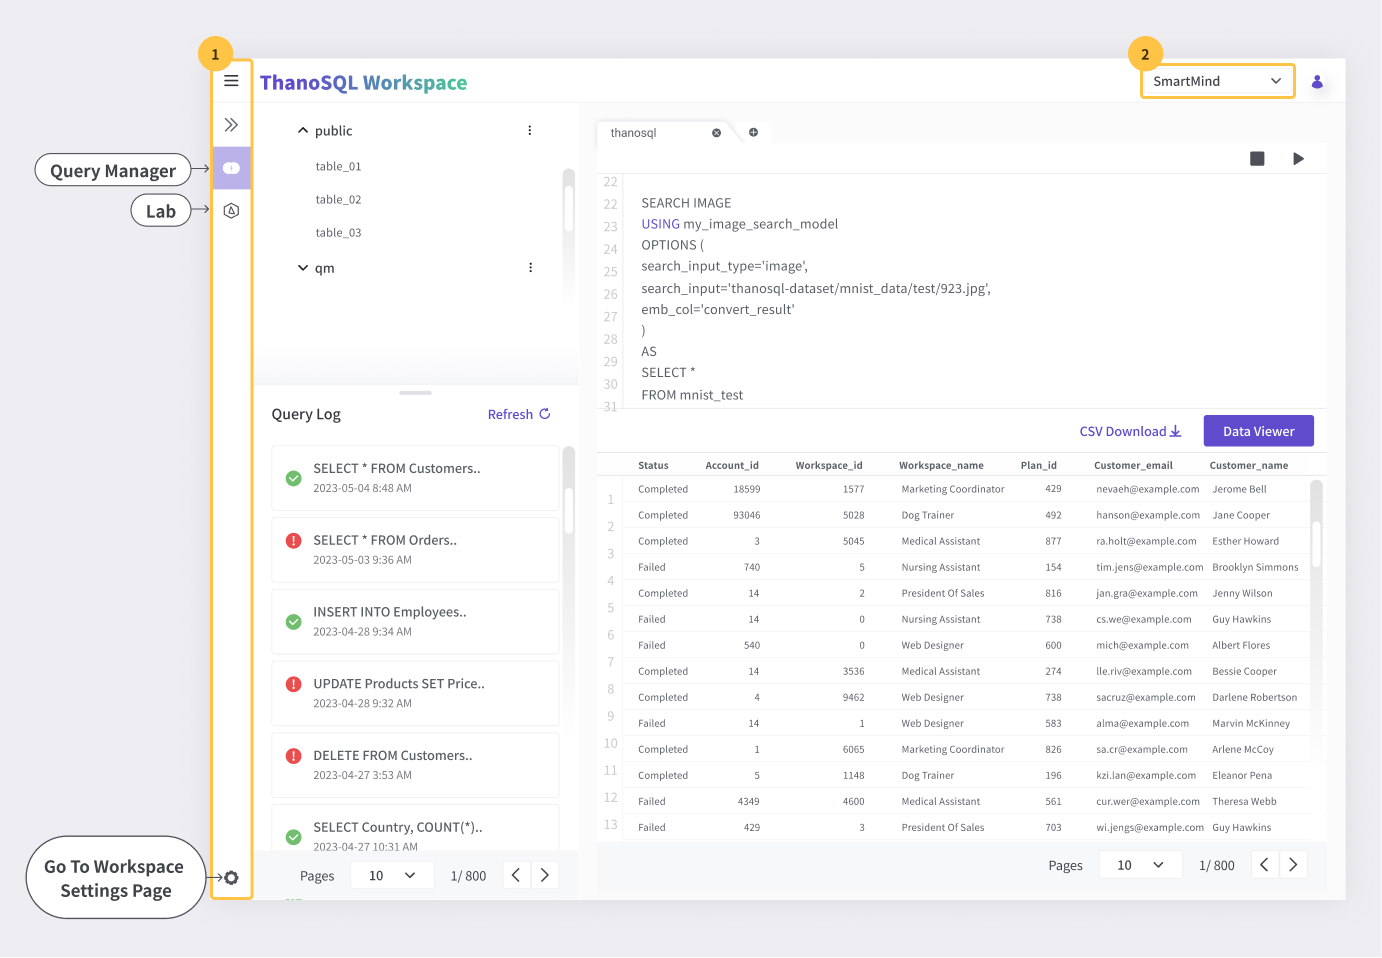 1
2
ThanoSQL Workspace
SmartMind
Query Manager
Lab
Go To Workspace
Settings Page
public
table_01
table_02
table_03
qm
Query Log
Refresh
SELECT * FROM Customers..
2023-05-04 8:48 AM
SELECT * FROM Orders..
2023-05-03 9:36 AM
INSERT INTO Employees..
2023-04-28 9:34 AM
UPDATE Products SET Price..
2023-04-28 9:32 AM
DELETE FROM Customers..
2023-04-27 3:53 AM
SELECT Country, COUNT(*)..
2023-04-27 10:31 AM
Pages 10 1/ 800
thanosql
22
22 SEARCH IMAGE
23 USING my_image_search_model
24 OPTIONS (
25 search_input_type='image',
26 search_input='thanosql-dataset/mnist_data/test/923.jpg',
27 emb_col='convert_result'
28 )
29 AS
30 SELECT *
31 FROM mnist_test
CSV Download
Data Viewer
Status Account_id Workspace_id Workspace_name Plan_id Customer_email Customer_name
1 Completed 18599 1577 Marketing Coordinator 429 nevaeh@example.com Jerome Bell
2 Completed 93046 5028 Dog Trainer 492 hanson@example.com Jane Cooper
3 Completed 3 5045 Medical Assistant 877 ra.holt@example.com Esther Howard
4 Failed 740 5 Nursing Assistant 154 tim.jens@example.com Brooklyn Simmons
5 Completed 14 2 President Of Sales 816 jan.gra@example.com Jenny Wilson
6 Failed 14 0 Nursing Assistant 738 cs.we@example.com Guy Hawkins
7 Failed 540 0 Web Designer 600 mich@example.com Albert Flores
8 Completed 14 3536 Medical Assistant 274 lle.riv@example.com Bessie Cooper
9 Completed 4 9462 Web Designer 738 sacruz@example.com Darlene Robertson
10 Failed 14 1 Web Designer 583 alma@example.com Marvin McKinney
11 Completed 1 6065 Marketing Coordinator 826 sa.cr@example.com Arlene McCoy
12 Completed 5 1148 Dog Trainer 196 kzi.lan@example.com Eleanor Pena
13 Failed 4349 4600 Medical Assistant 561 cur.wer@example.com Theresa Webb
Failed 429 3 President Of Sales 703 wi.jengs@example.com Guy Hawkins
Pages 10 1/ 800